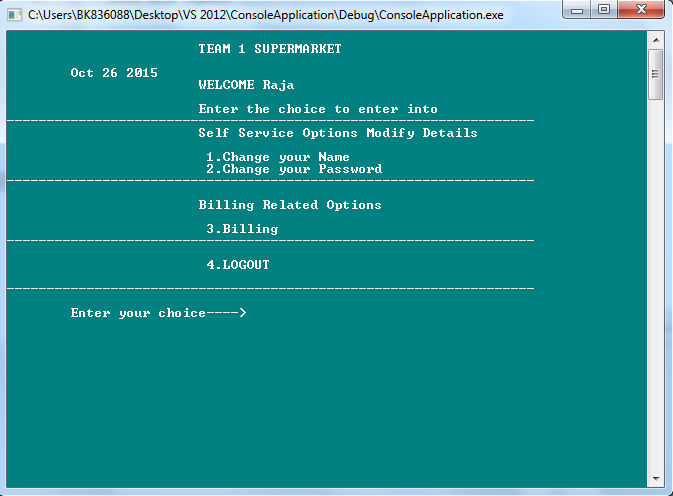 C:\Users\BK836088\Desktop\VS 2012\ConsoleApplication\Debug\ConsoleApplication.exe
TEAM 1 SUPERMARKET
Oct 26 2015
WELCOME Raja
Enter the choice to enter into
Self Service Options Modify Details
1.Change your Name
2.Change your Password
Billing Related Options
3.Billing
4.LOGOUT
Enter your choice---->